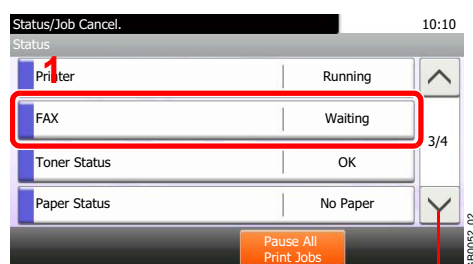 Status/Job Cancel. 10:10
Status
1
Printer Running
FAX Waiting
3/4
Toner Status OK
Paper Status No Paper
Pause All
Print Jobs